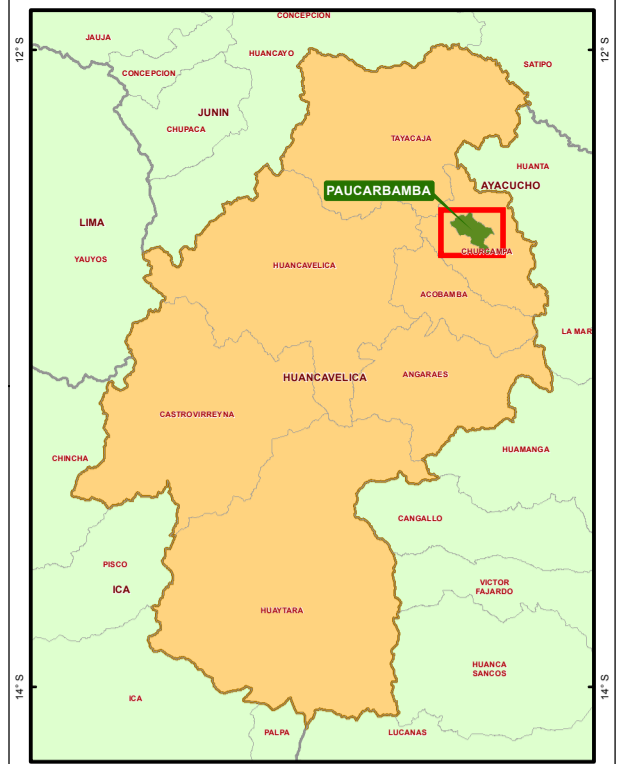 CONCEPCION
JAUJA
12° S
12° S
HUANCAYO
SATIPO
CONCEPCION
JUNIN
CHUPACA
TAYACAJA
HUANTA
AYACUCHO
PAUCARBAMBA
LIMA
YAUYOS
CHURCAMPA
HUANCAVELICA
ACOBAMBA
LA MAR
ANGARAES
HUANCAVELICA
CASTROVIRREYNA
HUAMANGA
CHINCHA
CANGALLO
PISCO
ICA
VICTOR
FAJARDO
HUAYTARA
HUANCA
SANCOS
14° S
14° S
ICA
PALPA
LUCANAS